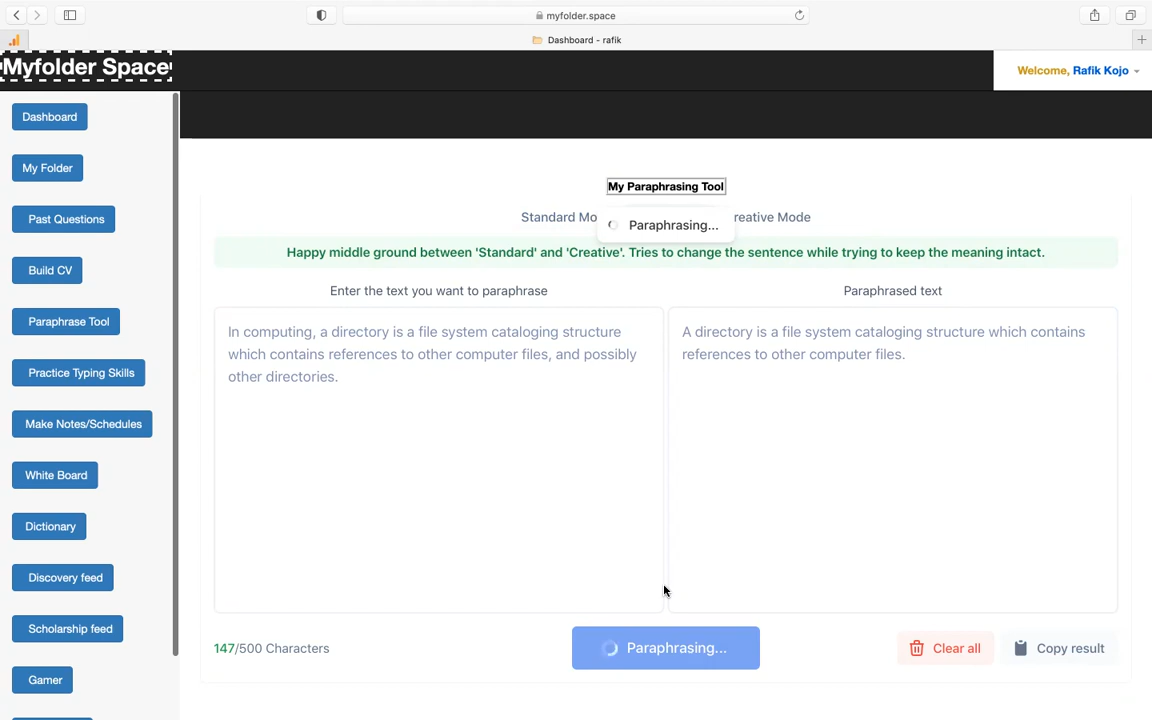 myfolder.space
Dashboard - rafik
Myfolder Space
Welcome, Rafik Kojo
Dashboard
My Folder
Past Questions
Build CV
Paraphrase Tool
Practice Typing Skills
Make Notes/Schedules
White Board
Dictionary
Discovery feed
Scholarship feed
Gamer
My Paraphrasing Tool
Standard Mo
reative Mode
Paraphrasing...
Happy middle ground between 'Standard' and 'Creative'. Tries to change the sentence while trying to keep the meaning intact.
Enter the text you want to paraphrase
Paraphrased text
In computing, a directory is a file system cataloging structure
which contains references to other computer files, and possibly
other directories.
A directory is a file system cataloging structure which contains
references to other computer files.
147/500 Characters
Paraphrasing...
Clear all
Copy result